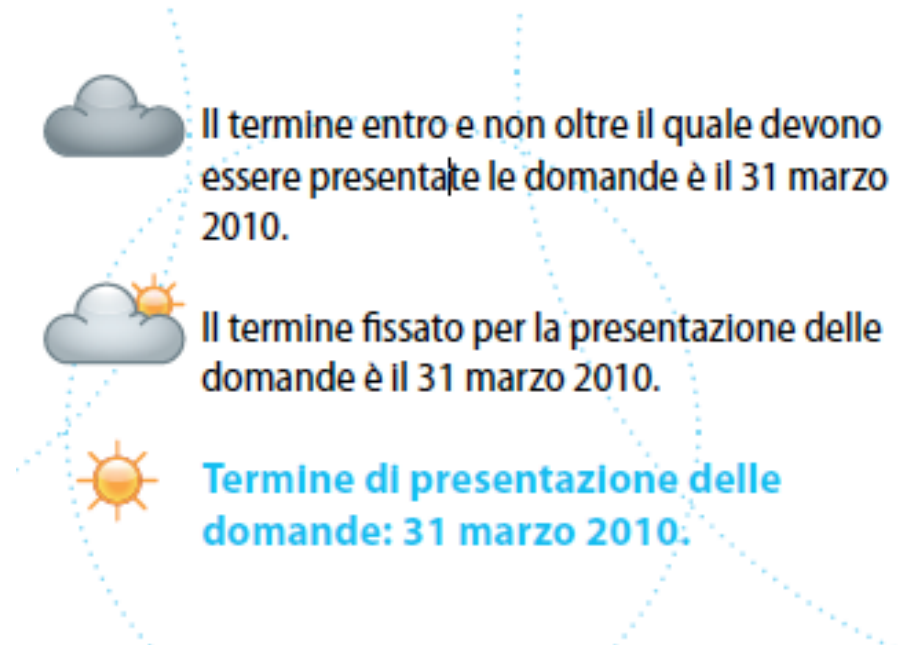 Il termine entro e non oltre il quale devono
essere presentate le domande è il 31 marzo
2010.
Il termine fissato per la presentazione delle
domande è il 31 marzo 2010.
Termine di presentazione delle
domande: 31 marzo 2010.